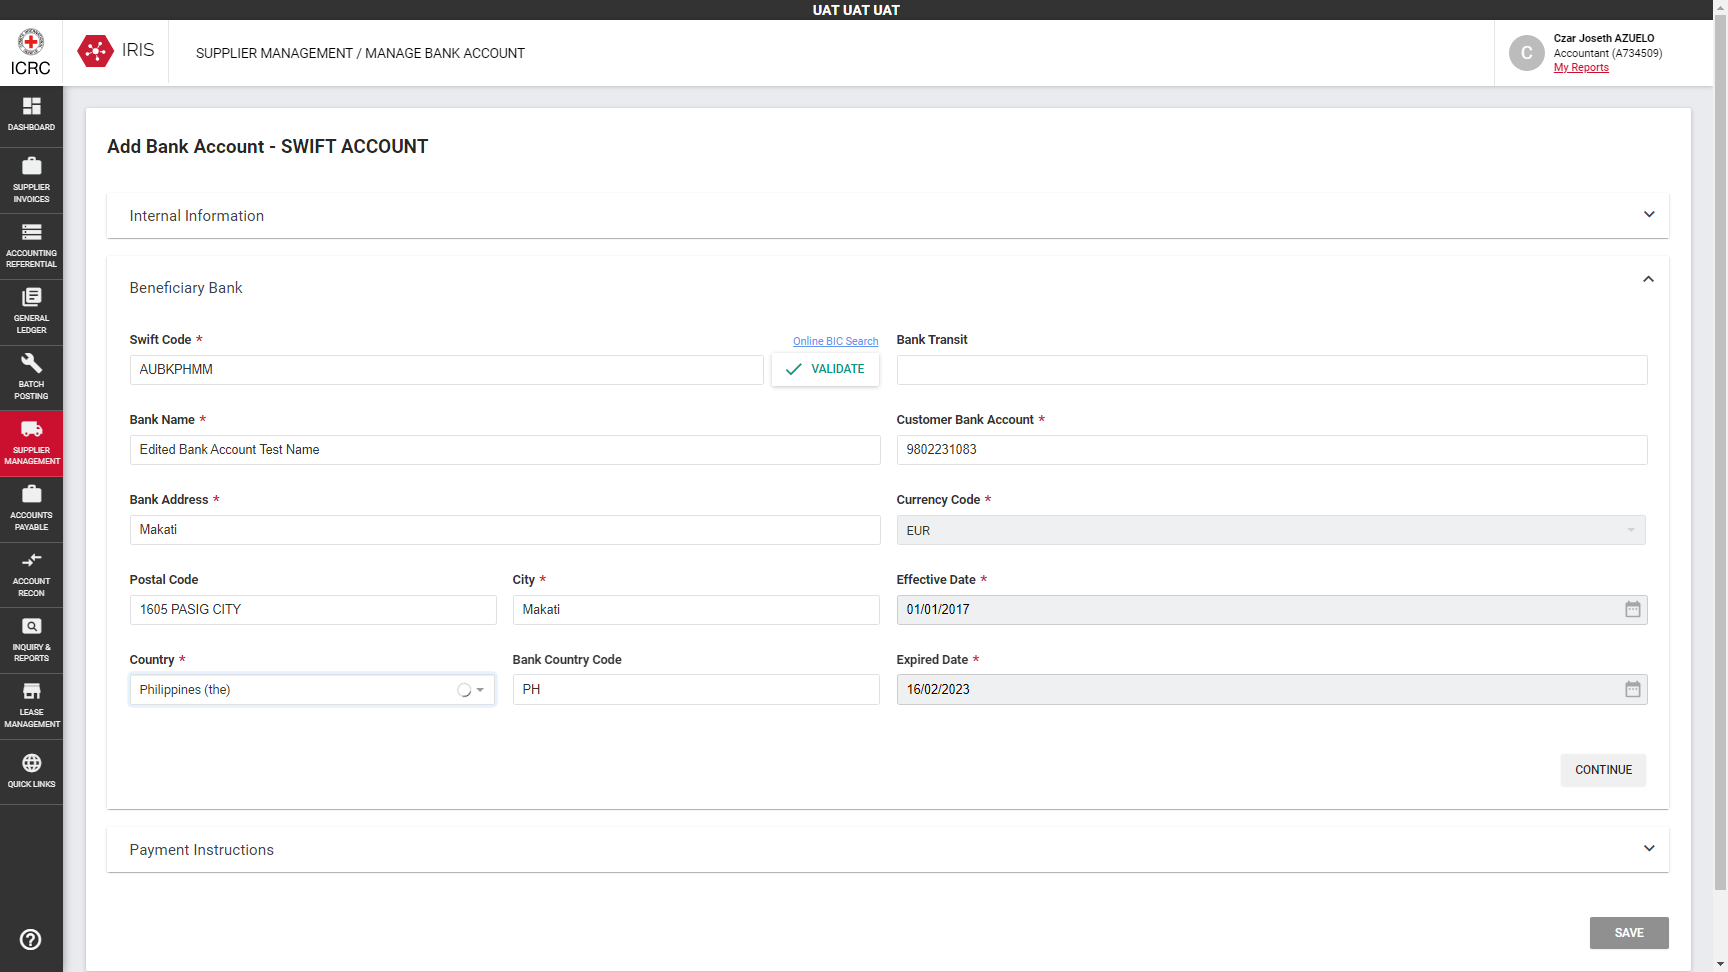 UAT UAT UAT
ICRC
IRIS
SUPPLIER MANAGEMENT / MANAGE BANK ACCOUNT
C
Czar Joseth AZUELO
Accountant (A734509)
My Reports
DASHBOARD
SUPPLIER
INVOICES
ACCOUNTING
REFERENTIAL
GENERAL
LEDGER
BATCH
POSTING
SUPPLIER
MANAGEMENT
ACCOUNTS
PAYABLE
ACCOUNT
RECON
INQUIRY &
REPORTS
LEASE
MANAGEMENT
QUICK LINKS
Add Bank Account - SWIFT ACCOUNT
Internal Information
Beneficiary Bank
Swift Code *
Online BIC Search
AUBKPHMM
VALIDATE
Bank Transit
Bank Name *
Edited Bank Account Test Name
Customer Bank Account *
9802231083
Bank Address *
Makati
Currency Code *
EUR
Postal Code
1605 PASIG CITY
City *
Makati
Effective Date *
01/01/2017
Country *
Philippines (the)
Bank Country Code
PH
Expired Date *
16/02/2023
CONTINUE
Payment Instructions
SAVE